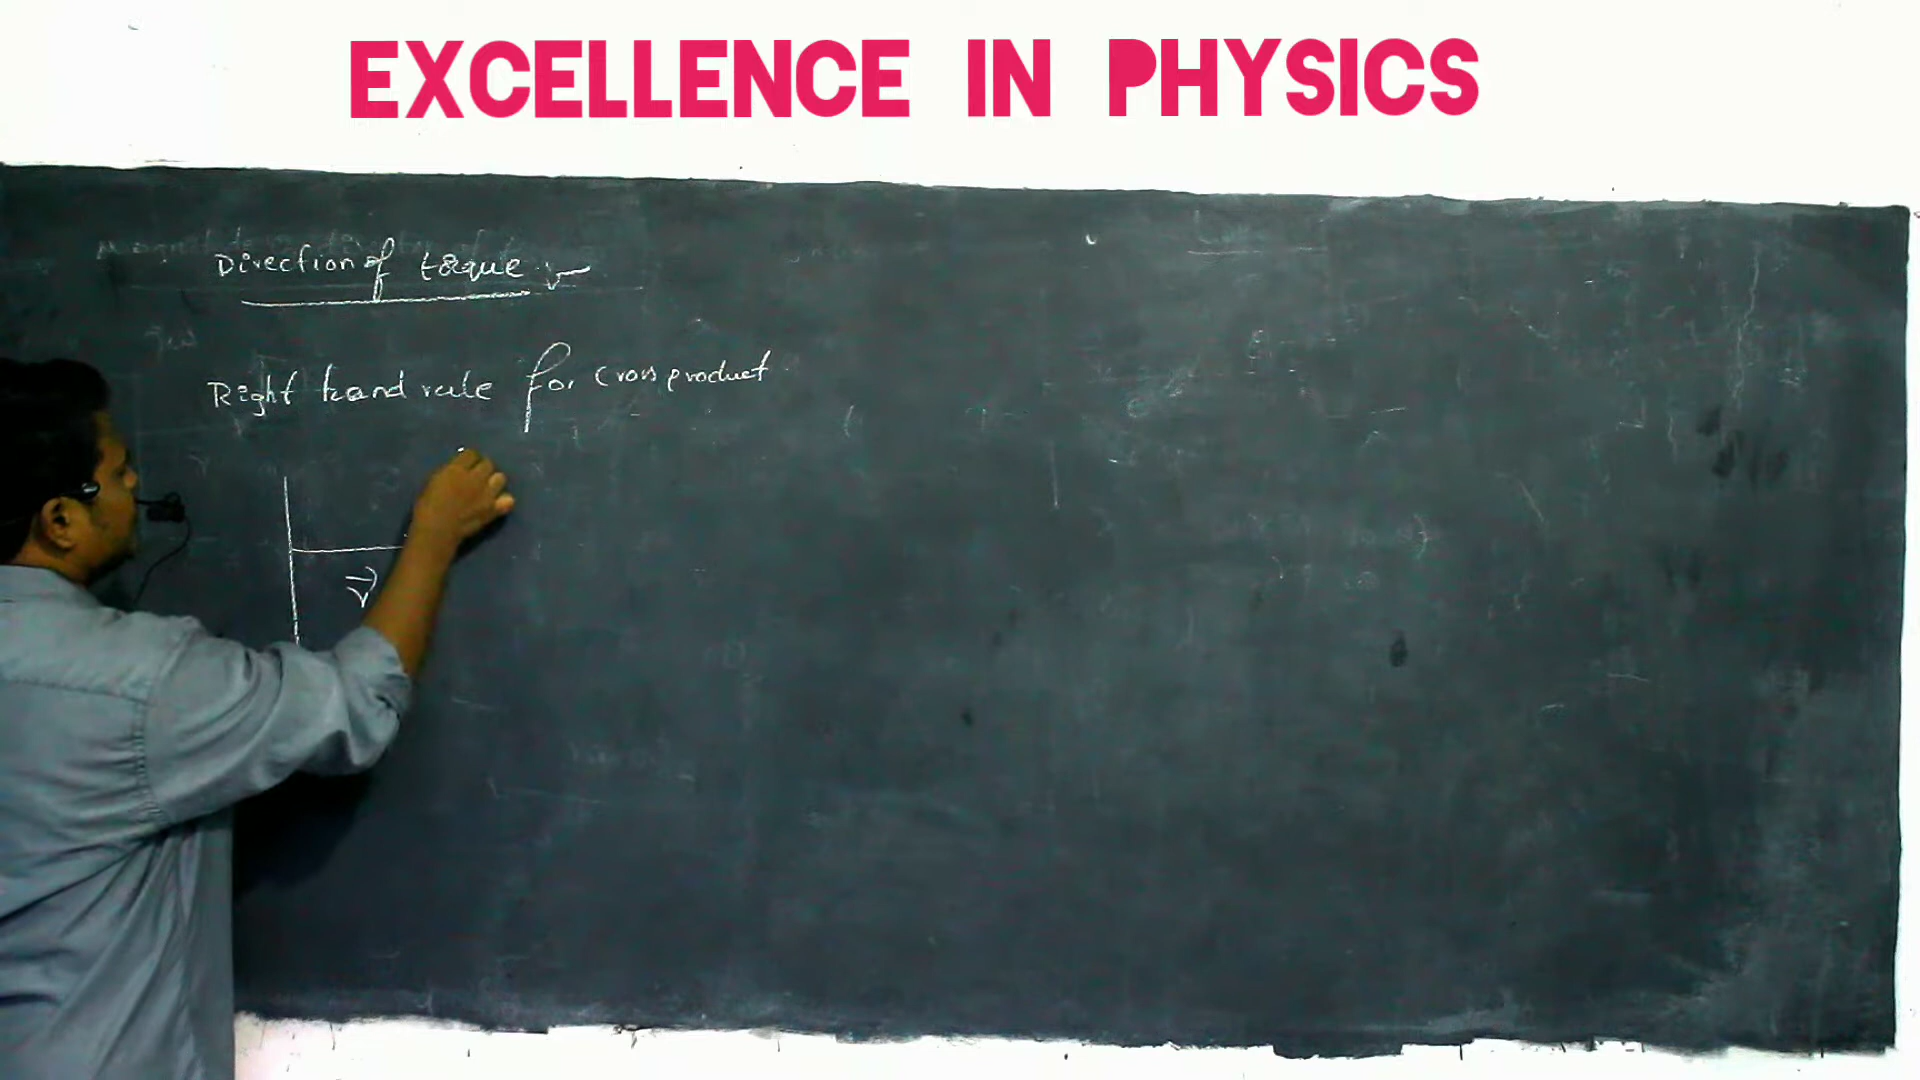 EXCELLENCE IN PHYSICS
Direction of torque
Right hand rule for cross product
r